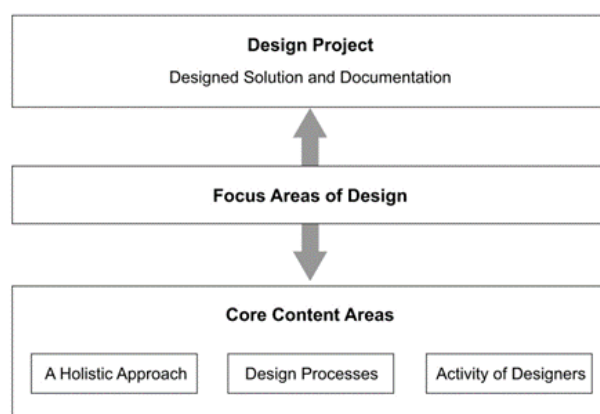 Design Project
Designed Solution and Documentation
Focus Areas of Design
Core Content Areas
A Holistic Approach
Design Processes
Activity of Designers